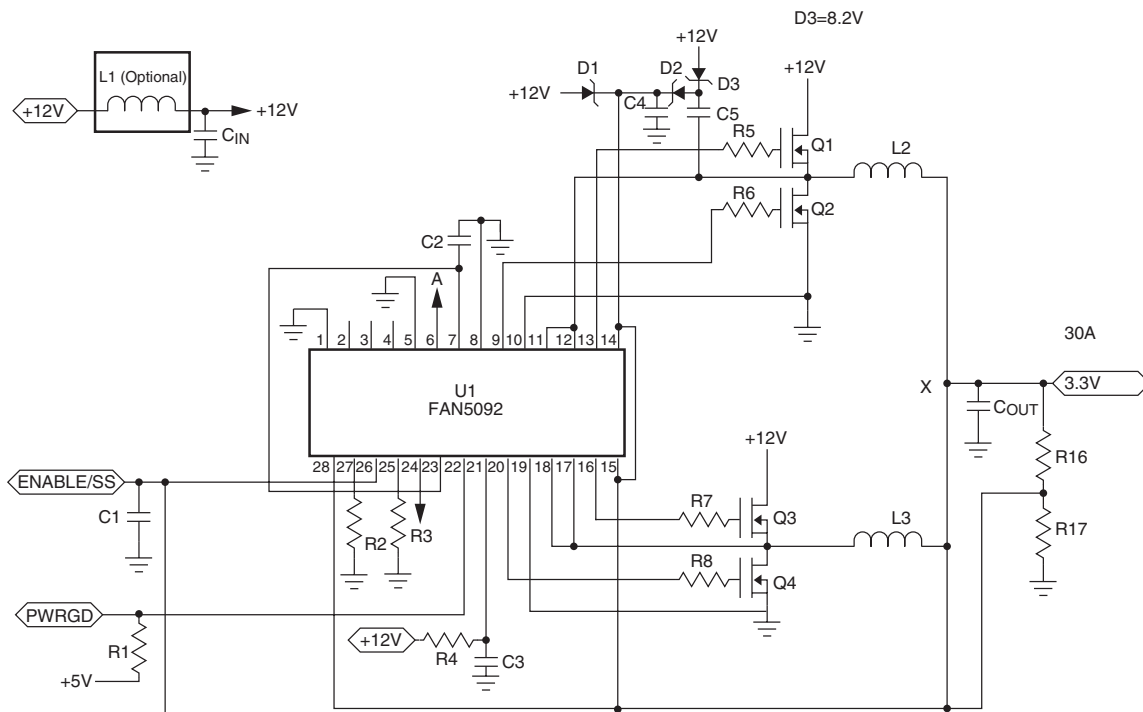 D3=8.2V
+12V
L1 (Optional)
+12V
+12V
CIN
D1
D2
D3
+12V
+12V
C4
C5
R5
Q1
L2
R6
Q2
C2
A
1 2 3 4 5 6 7 8 9 10 11 12 13 14
30A
U1
FAN5092
X
3.3V
COUT
28 27 26 25 24 23 22 21 20 19 18 17 16 15
+12V
ENABLE/SS
R16
C1
R2
R3
R7
Q3
L3
R17
R8
Q4
PWRGD
+12V
R1
R4
C3
+5V